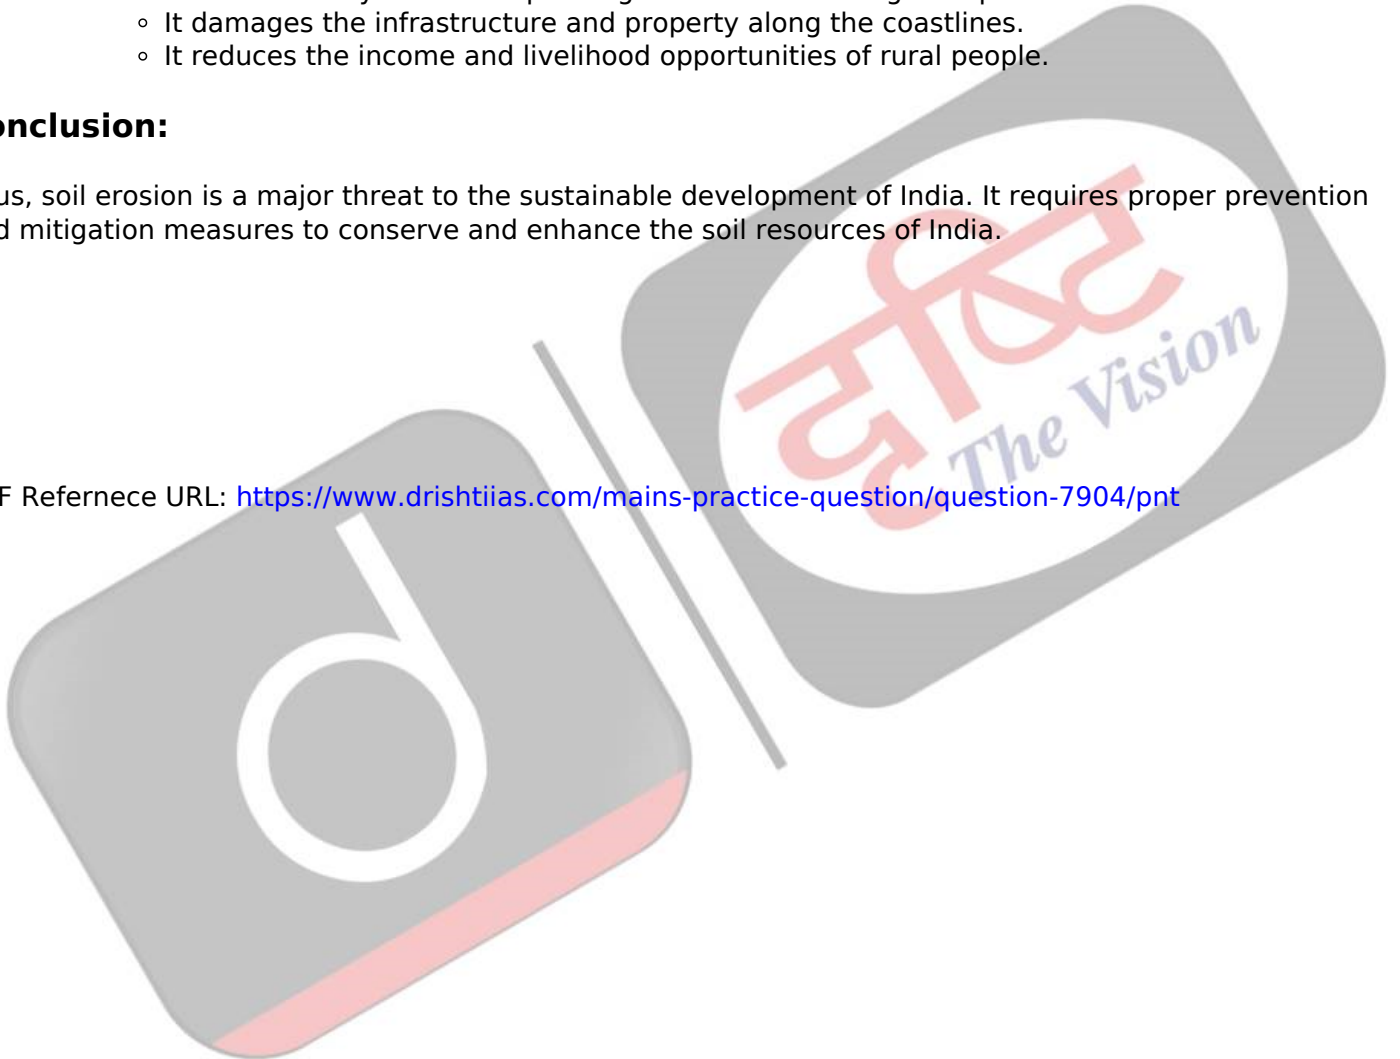 It damages the infrastructure and property along the coastlines.
It reduces the income and livelihood opportunities of rural people.
onclusion:
us, soil erosion is a major threat to the sustainable development of India. It requires proper prevention
d mitigation measures to conserve and enhance the soil resources of India.
दृष्टि
The Vision
F Refernece URL: https://www.drishtiias.com/mains-practice-question/question-7904/pnt
d